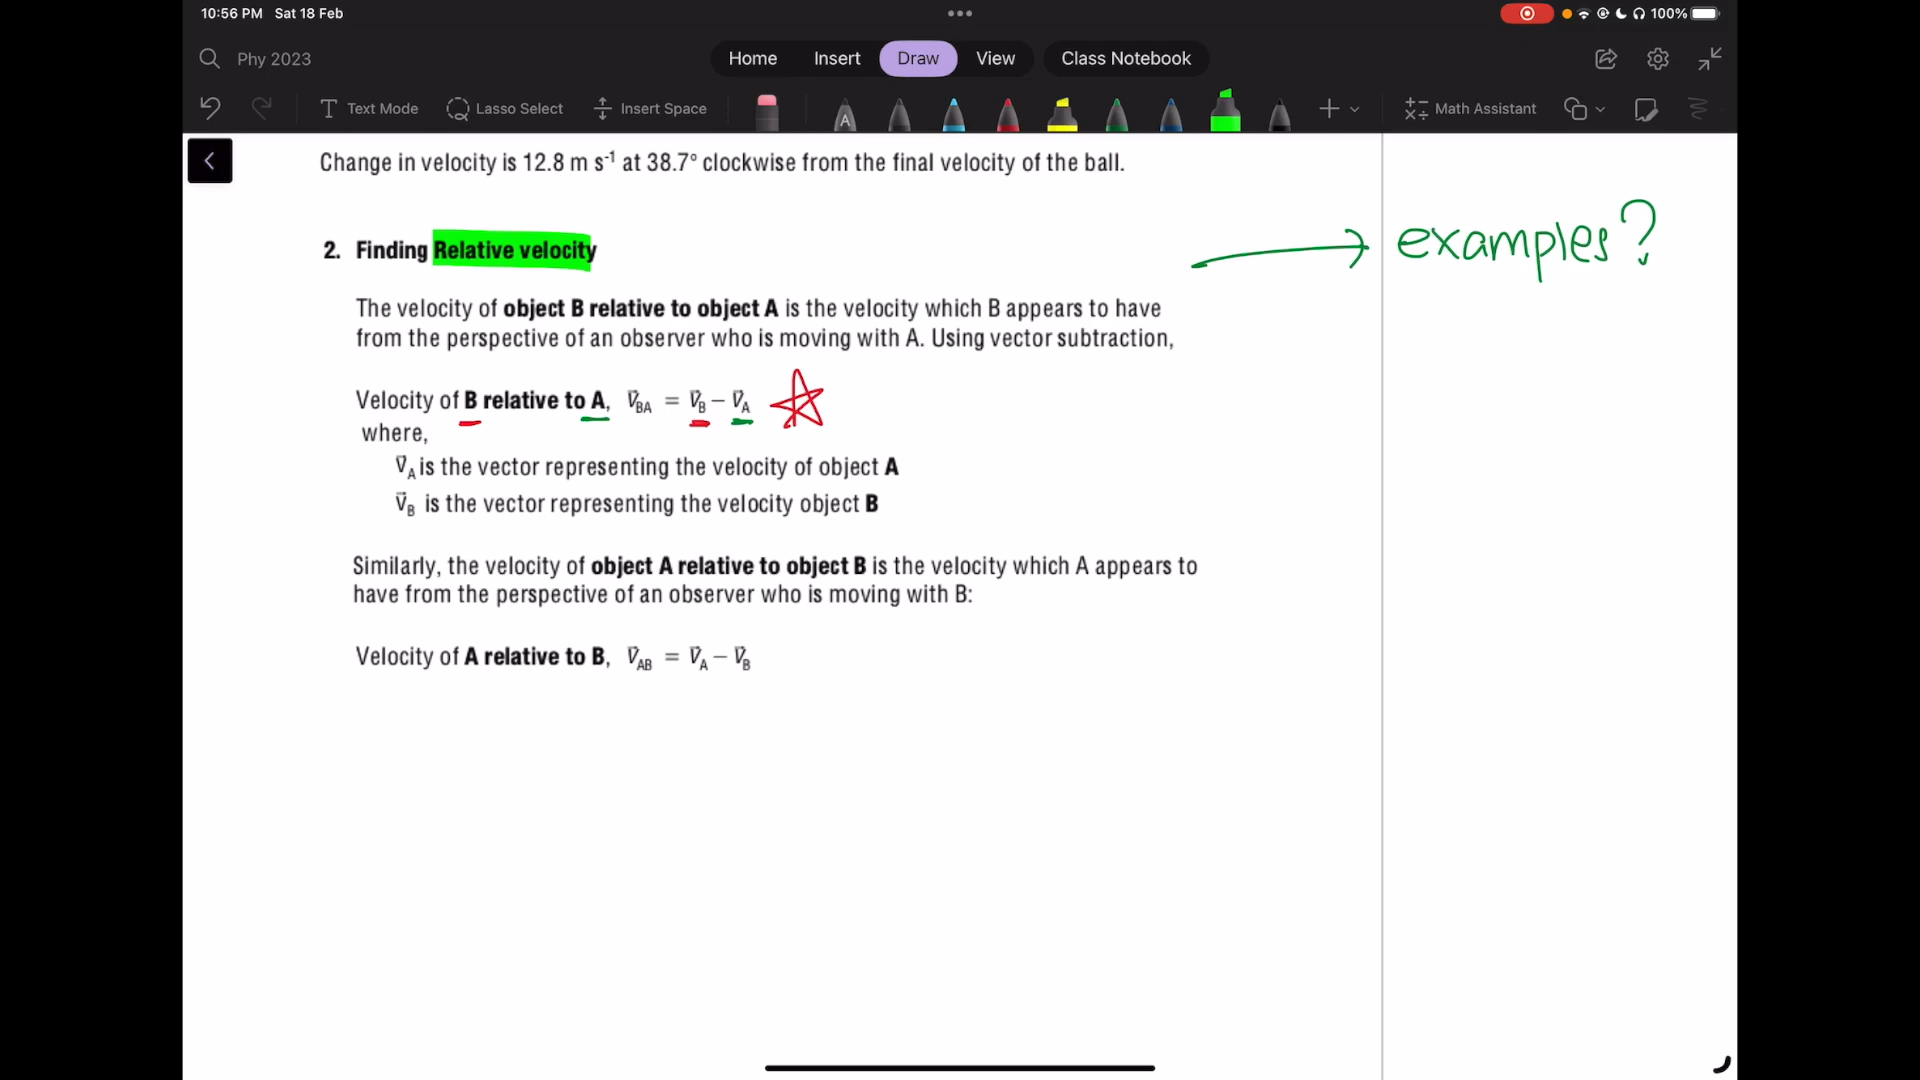 10:56 PM Sat 18 Feb
100%
Phy 2023
Home Insert Draw View Class Notebook
Text Mode Lasso Select Insert Space A Math Assistant
Change in velocity is 12.8 m s⁻¹ at 38.7° clockwise from the final velocity of the ball.
2. Finding Relative velocity
examples?
The velocity of object B relative to object A is the velocity which B appears to have
from the perspective of an observer who is moving with A. Using vector subtraction,
Velocity of B relative to A, V⃗BA = V⃗B − V⃗A
where,
V⃗A is the vector representing the velocity of object A
V⃗B is the vector representing the velocity object B
Similarly, the velocity of object A relative to object B is the velocity which A appears to
have from the perspective of an observer who is moving with B:
Velocity of A relative to B, V⃗AB = V⃗A − V⃗B